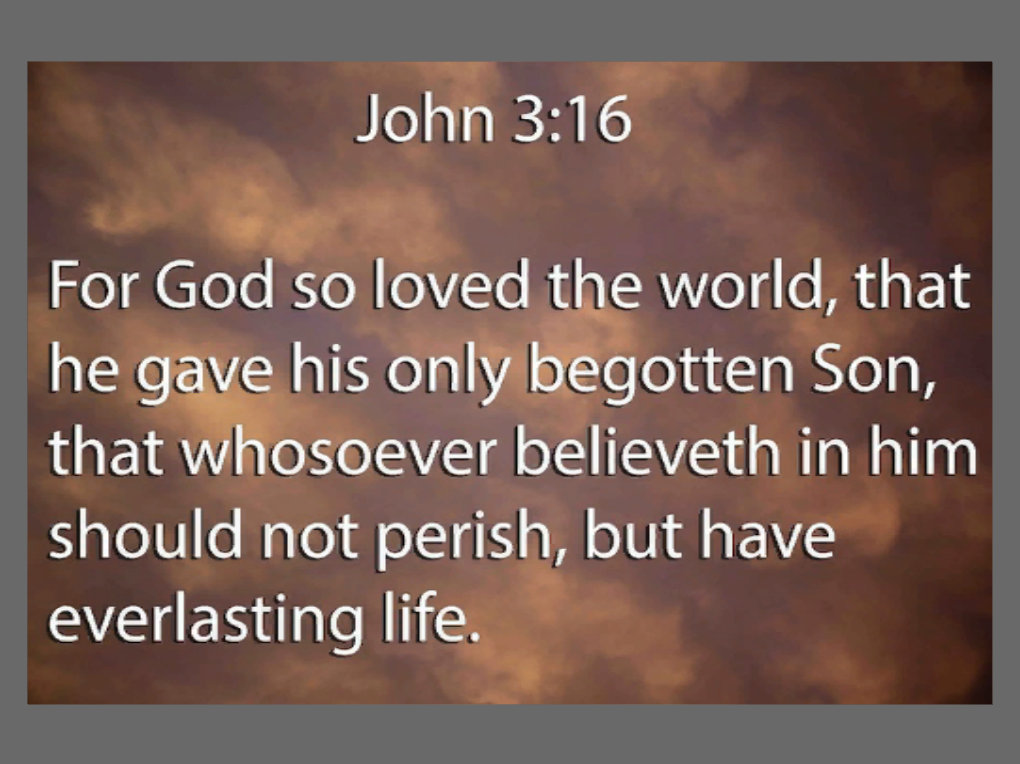 John 3:16
For God so loved the world, that
he gave his only begotten Son,
that whosoever believeth in him
should not perish, but have
everlasting life.